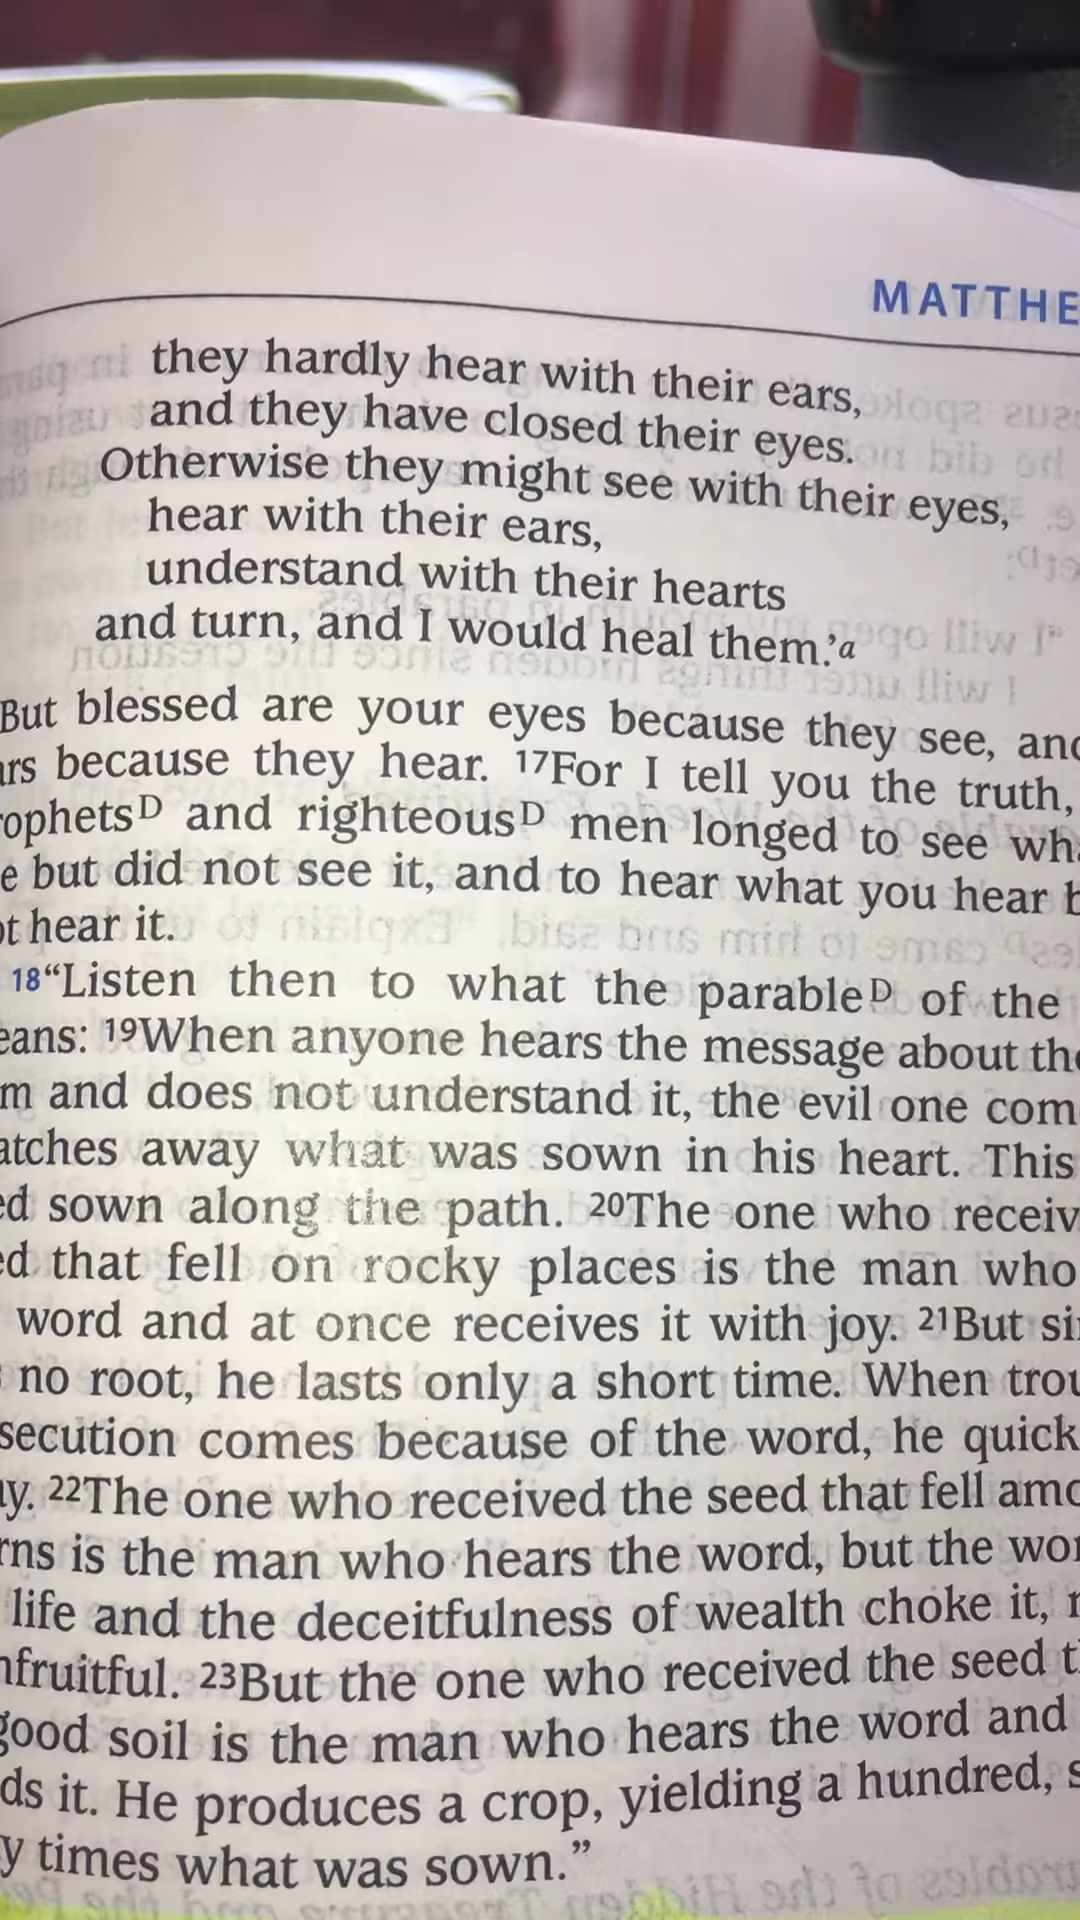 MATTHE
they hardly hear with their ears,
and they have closed their eyes.
Otherwise they might see with their eyes,
hear with their ears,
understand with their hearts
and turn, and I would heal them.’a
But blessed are your eyes because they see, and
ars because they hear. 17For I tell you the truth,
rophetsD and righteousD men longed to see wha
e but did not see it, and to hear what you hear b
ot hear it.
18“Listen then to what the parableD of the
eans: 19When anyone hears the message about the
m and does not understand it, the evil one com
atches away what was sown in his heart. This
ed sown along the path. 20The one who receiv
ed that fell on rocky places is the man who
word and at once receives it with joy. 21But sin
no root, he lasts only a short time. When trou
secution comes because of the word, he quick
ay. 22The one who received the seed that fell amo
rns is the man who hears the word, but the wor
life and the deceitfulness of wealth choke it, r
nfruitful. 23But the one who received the seed t
good soil is the man who hears the word and
ds it. He produces a crop, yielding a hundred, s
y times what was sown.”